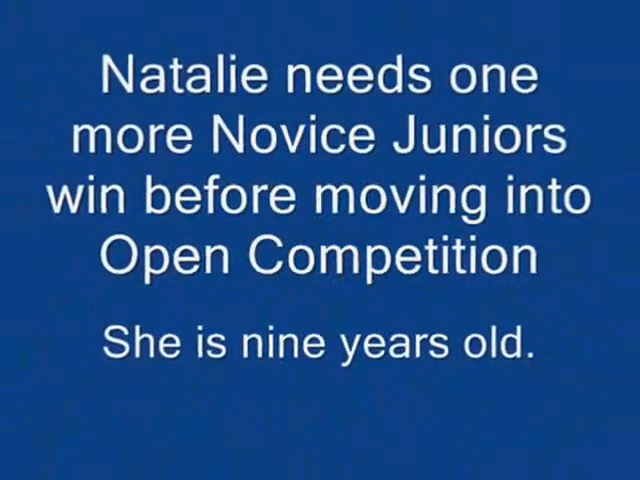 Natalie needs one
more Novice Juniors
win before moving into
Open Competition
She is nine years old.